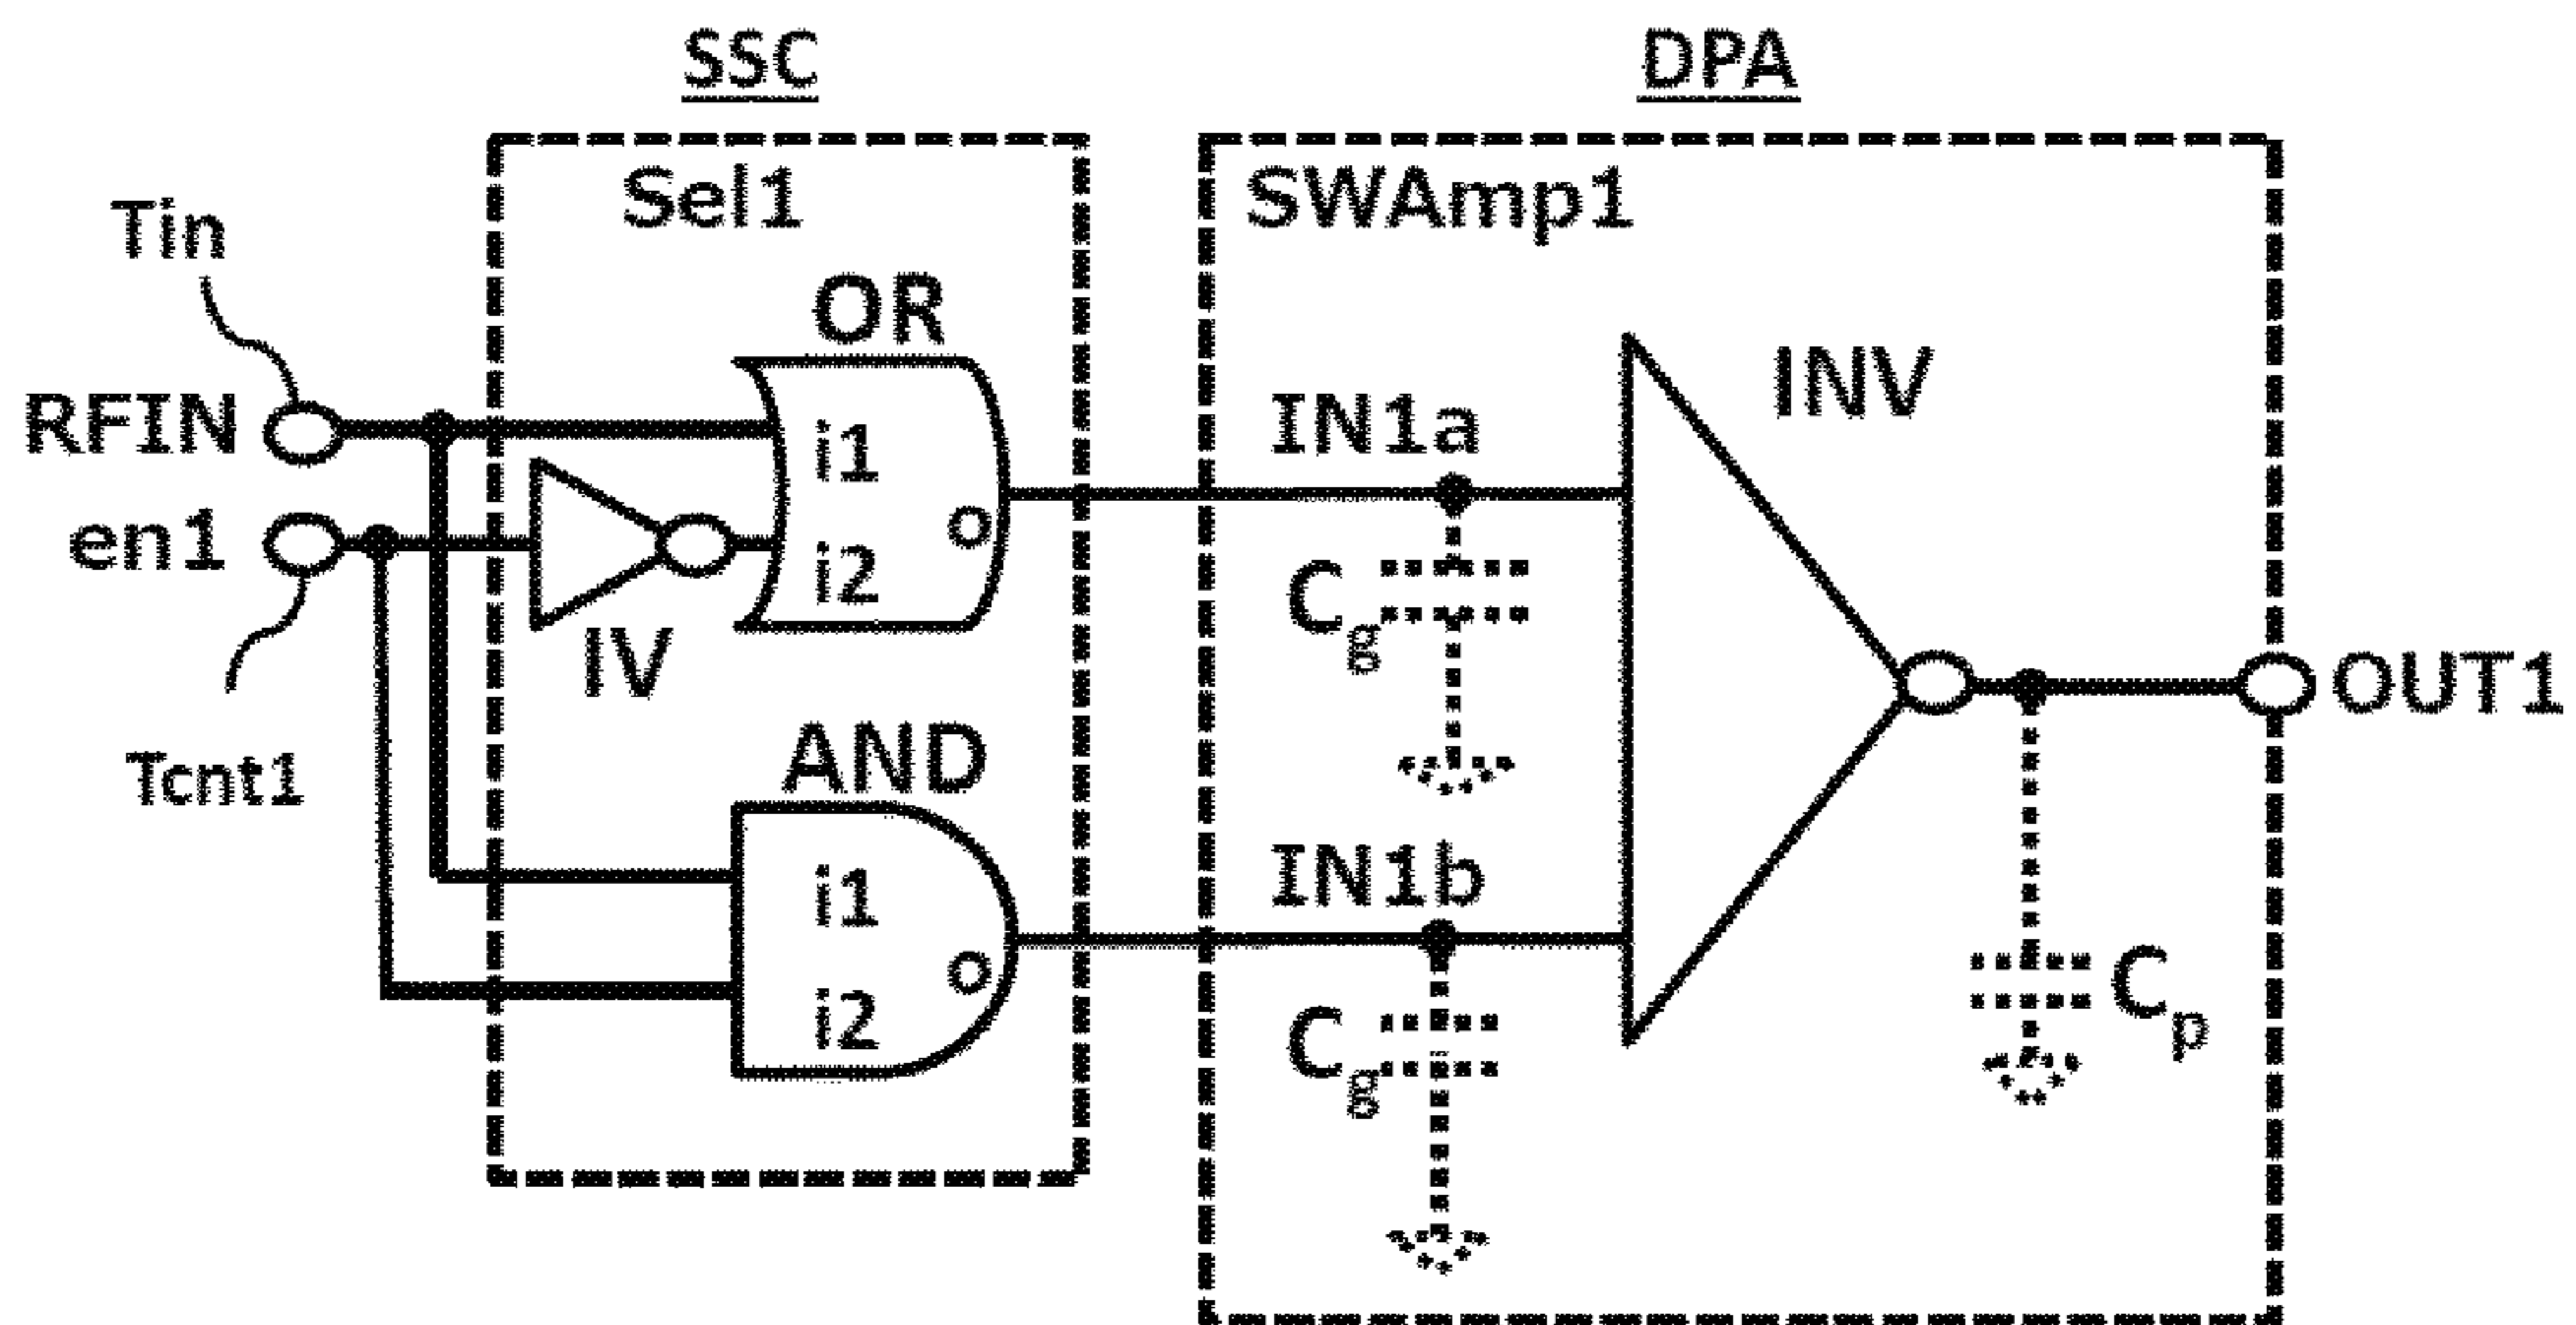 SSC
DPA
Sel1
SWAmp1
Tin
OR
RFIN
i1
IN1a
INV
en1
i2
o
Cg
IV
OUT1
Tcnt1
AND
i1
IN1b
o
i2
Cg
Cp